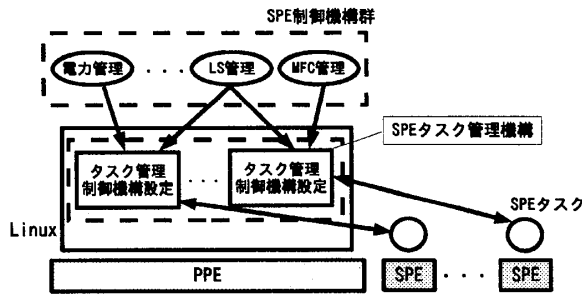 SPE制御機構群
電力管理
・・・
LS管理
MFC管理
SPEタスク管理機構
タスク管理
制御機構設定
・・・
タスク管理
制御機構設定
SPEタスク
Linux
PPE
SPE
・・・
SPE